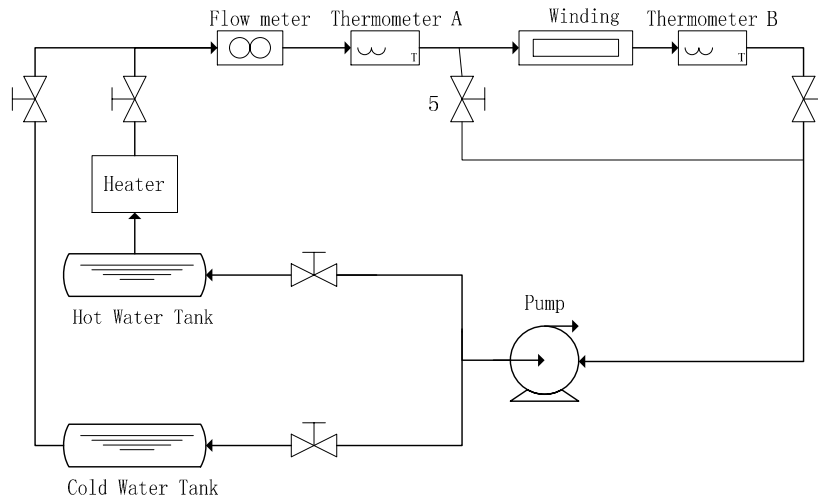 Flow meter
Thermometer A
Winding
Thermometer B
T
T
5
Heater
Hot Water Tank
Pump
Cold Water Tank